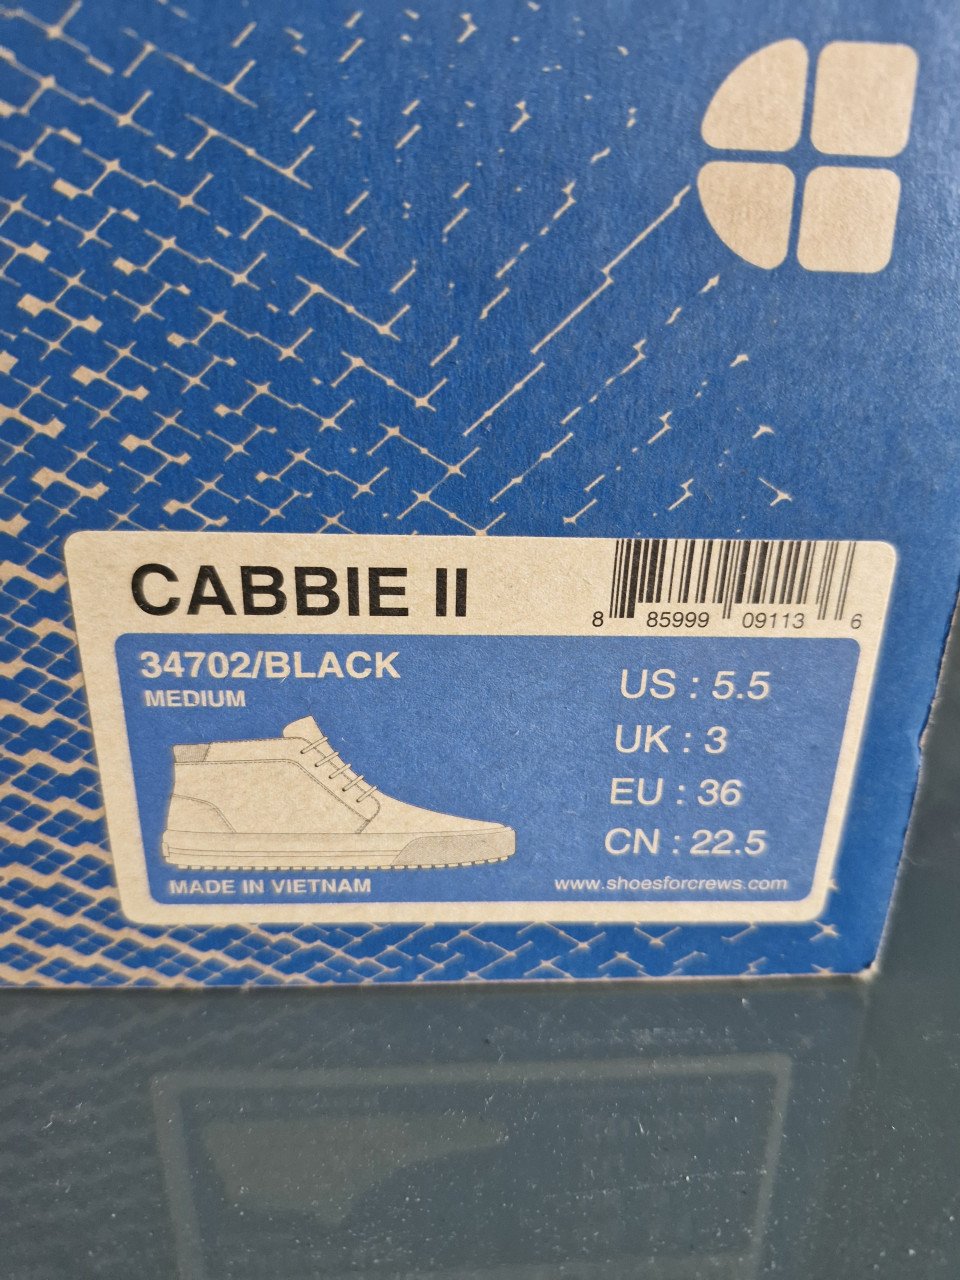 CABBIE II
8 85999 09113 6
34702/BLACK
MEDIUM
US : 5.5
UK : 3
EU : 36
CN : 22.5
MADE IN VIETNAM
www.shoesforcrews.com